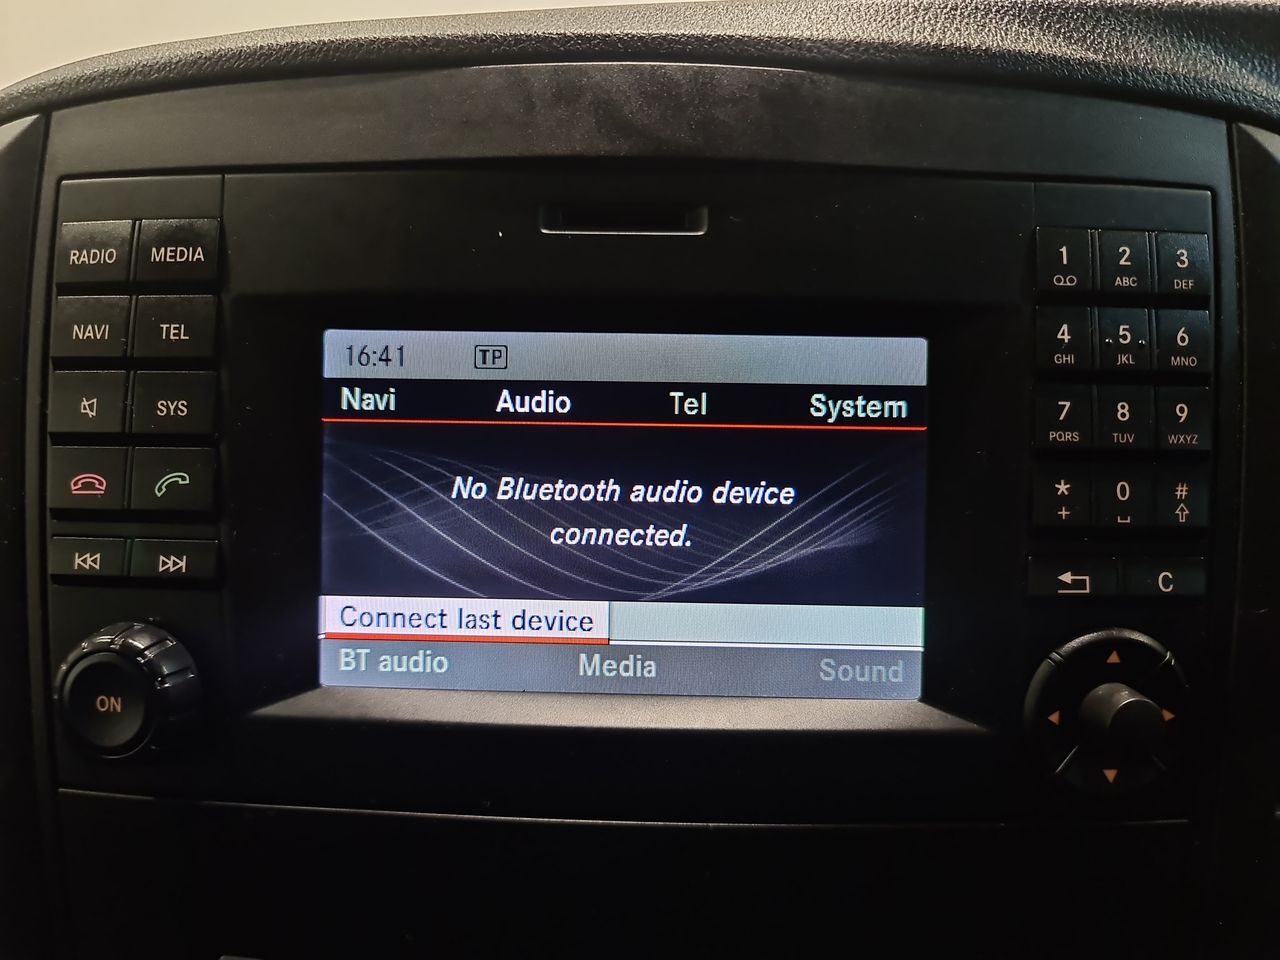 RADIO MEDIA
NAVI TEL
SYS
ON
16:41 TP
Navi Audio Tel System
No Bluetooth audio device
connected.
Connect last device
BT audio Media Sound
1 2 3
ABC DEF
4 5 6
GHI JKL MNO
7 8 9
PQRS TUV WXYZ
* 0 #
+
C